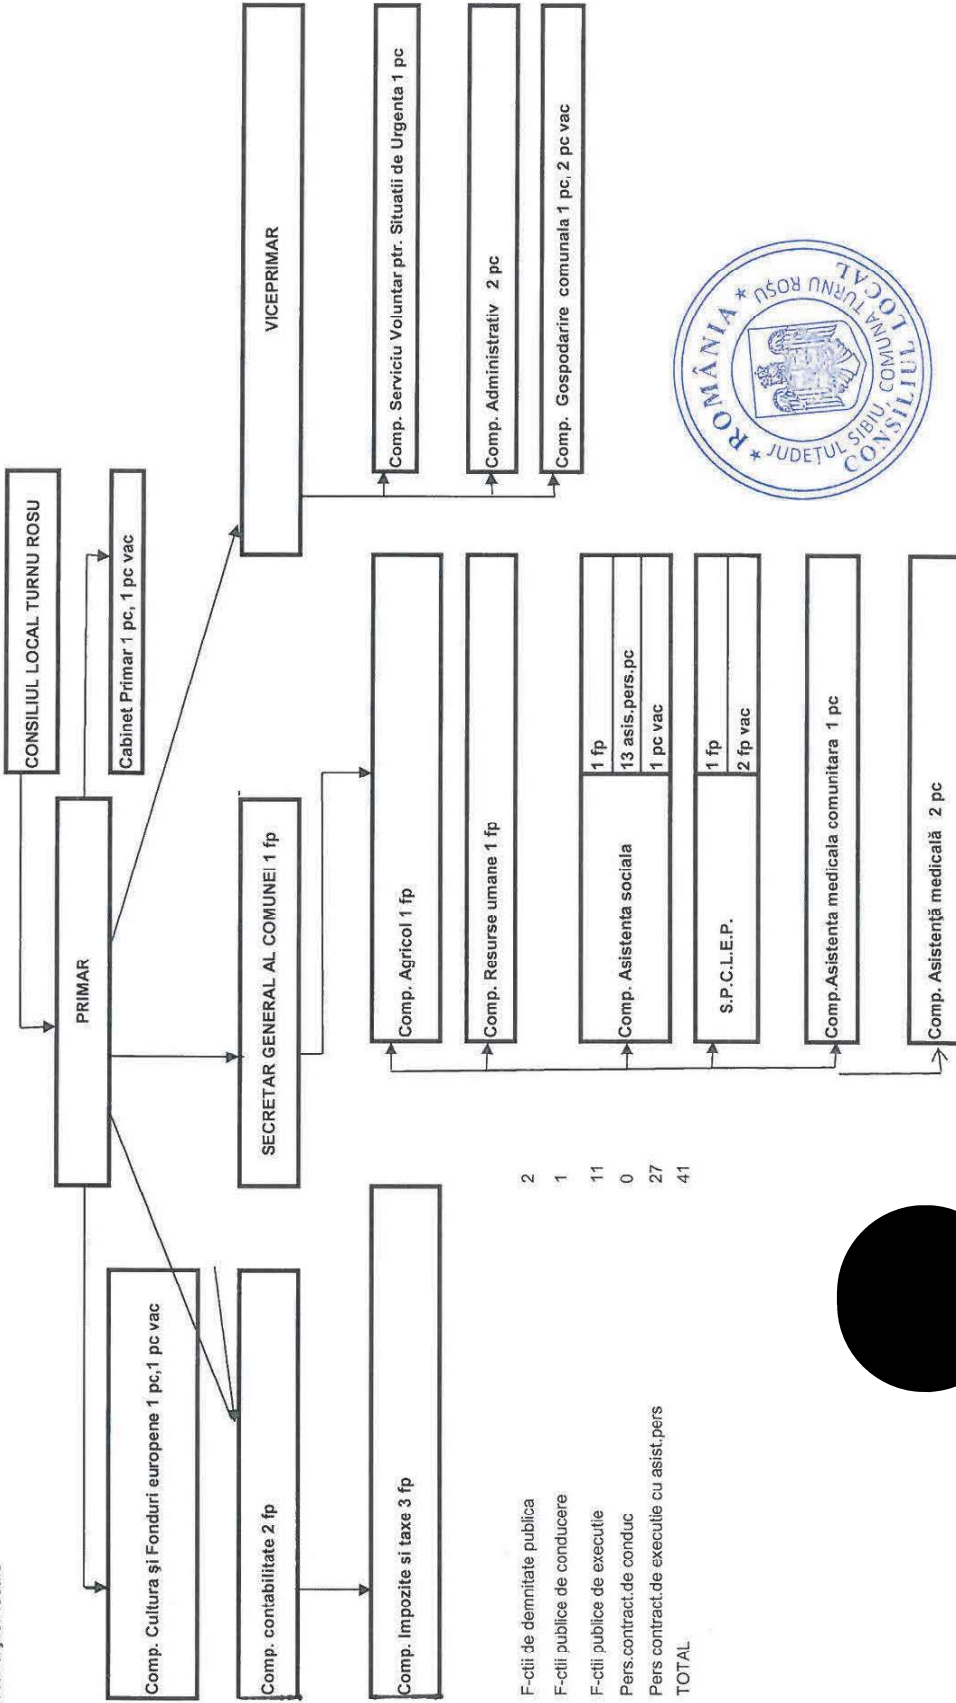 CONSILIUL LOCAL TURNU ROSU
PRIMAR
Cabinet Primar 1 pc, 1 pc vac
Comp. Cultura și Fonduri europene 1 pc,1 pc vac
Comp. contabilitate 2 fp
SECRETAR GENERAL AL COMUNEI 1 fp
VICEPRIMAR
Comp. Impozite si taxe 3 fp
Comp. Agricol 1 fp
Comp. Serviciu Voluntar ptr. Situatii de Urgenta 1 pc
Comp. Resurse umane 1 fp
Comp. Administrativ 2 pc
Comp. Gospodarire comunala 1 pc, 2 pc vac
Comp. Asistenta sociala
1 fp
13 asis.pers.pc
1 pc vac
S.P.C.L.E.P.
1 fp
2 fp vac
Comp.Asistenta medicala comunitara 1 pc
Comp. Asistență medicală 2 pc
F-ctii de demnitate publica 2
F-ctii publice de conducere 1
F-ctii publice de executie 11
Pers.contract.de conduc 0
Pers contract.de executie cu asist.pers 27
TOTAL 41
★ ROMÂNIA ★
CONSILIUL LOCAL
JUDEȚUL SIBIU, COMUNA TURNU ROȘU